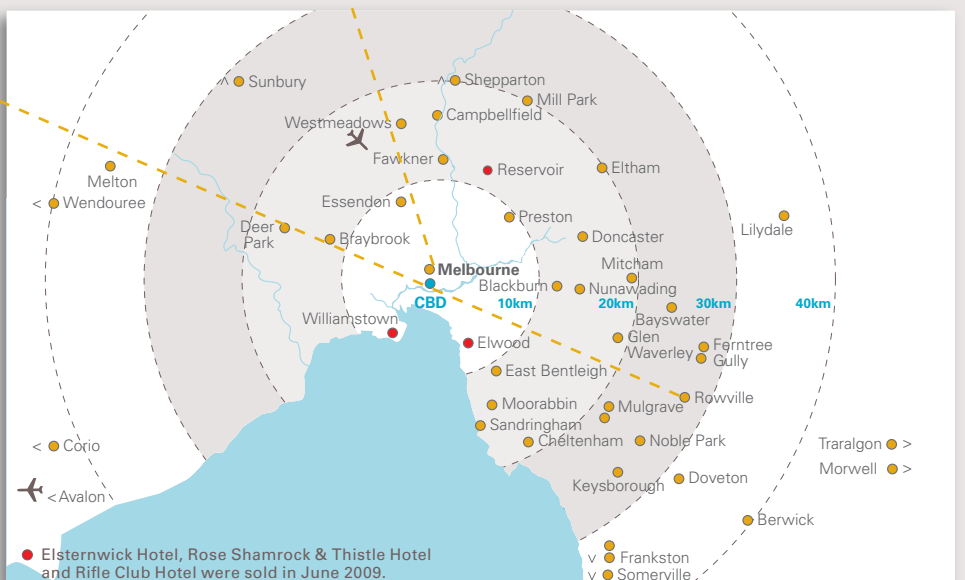 ^ Sunbury
^ Shepparton
Mill Park
Campbellfield
Westmeadows
Fawkner
Reservoir
Eltham
Melton
< Wendouree
Essendon
Preston
Lilydale
Deer
Park
Braybrook
Doncaster
Melbourne
Mitcham
Blackburn
Nunawading
CBD
10km
20km
30km
40km
Williamstown
Bayswater
Elwood
Glen
Waverley
Ferntree
Gully
East Bentleigh
Rowville
Moorabbin
Mulgrave
Sandringham
Cheltenham
Noble Park
< Corio
Traralgon >
Morwell >
Keysborough
Doveton
< Avalon
Berwick
Elsternwick Hotel, Rose Shamrock & Thistle Hotel
and Rifle Club Hotel were sold in June 2009.
v Frankston
v Somerville